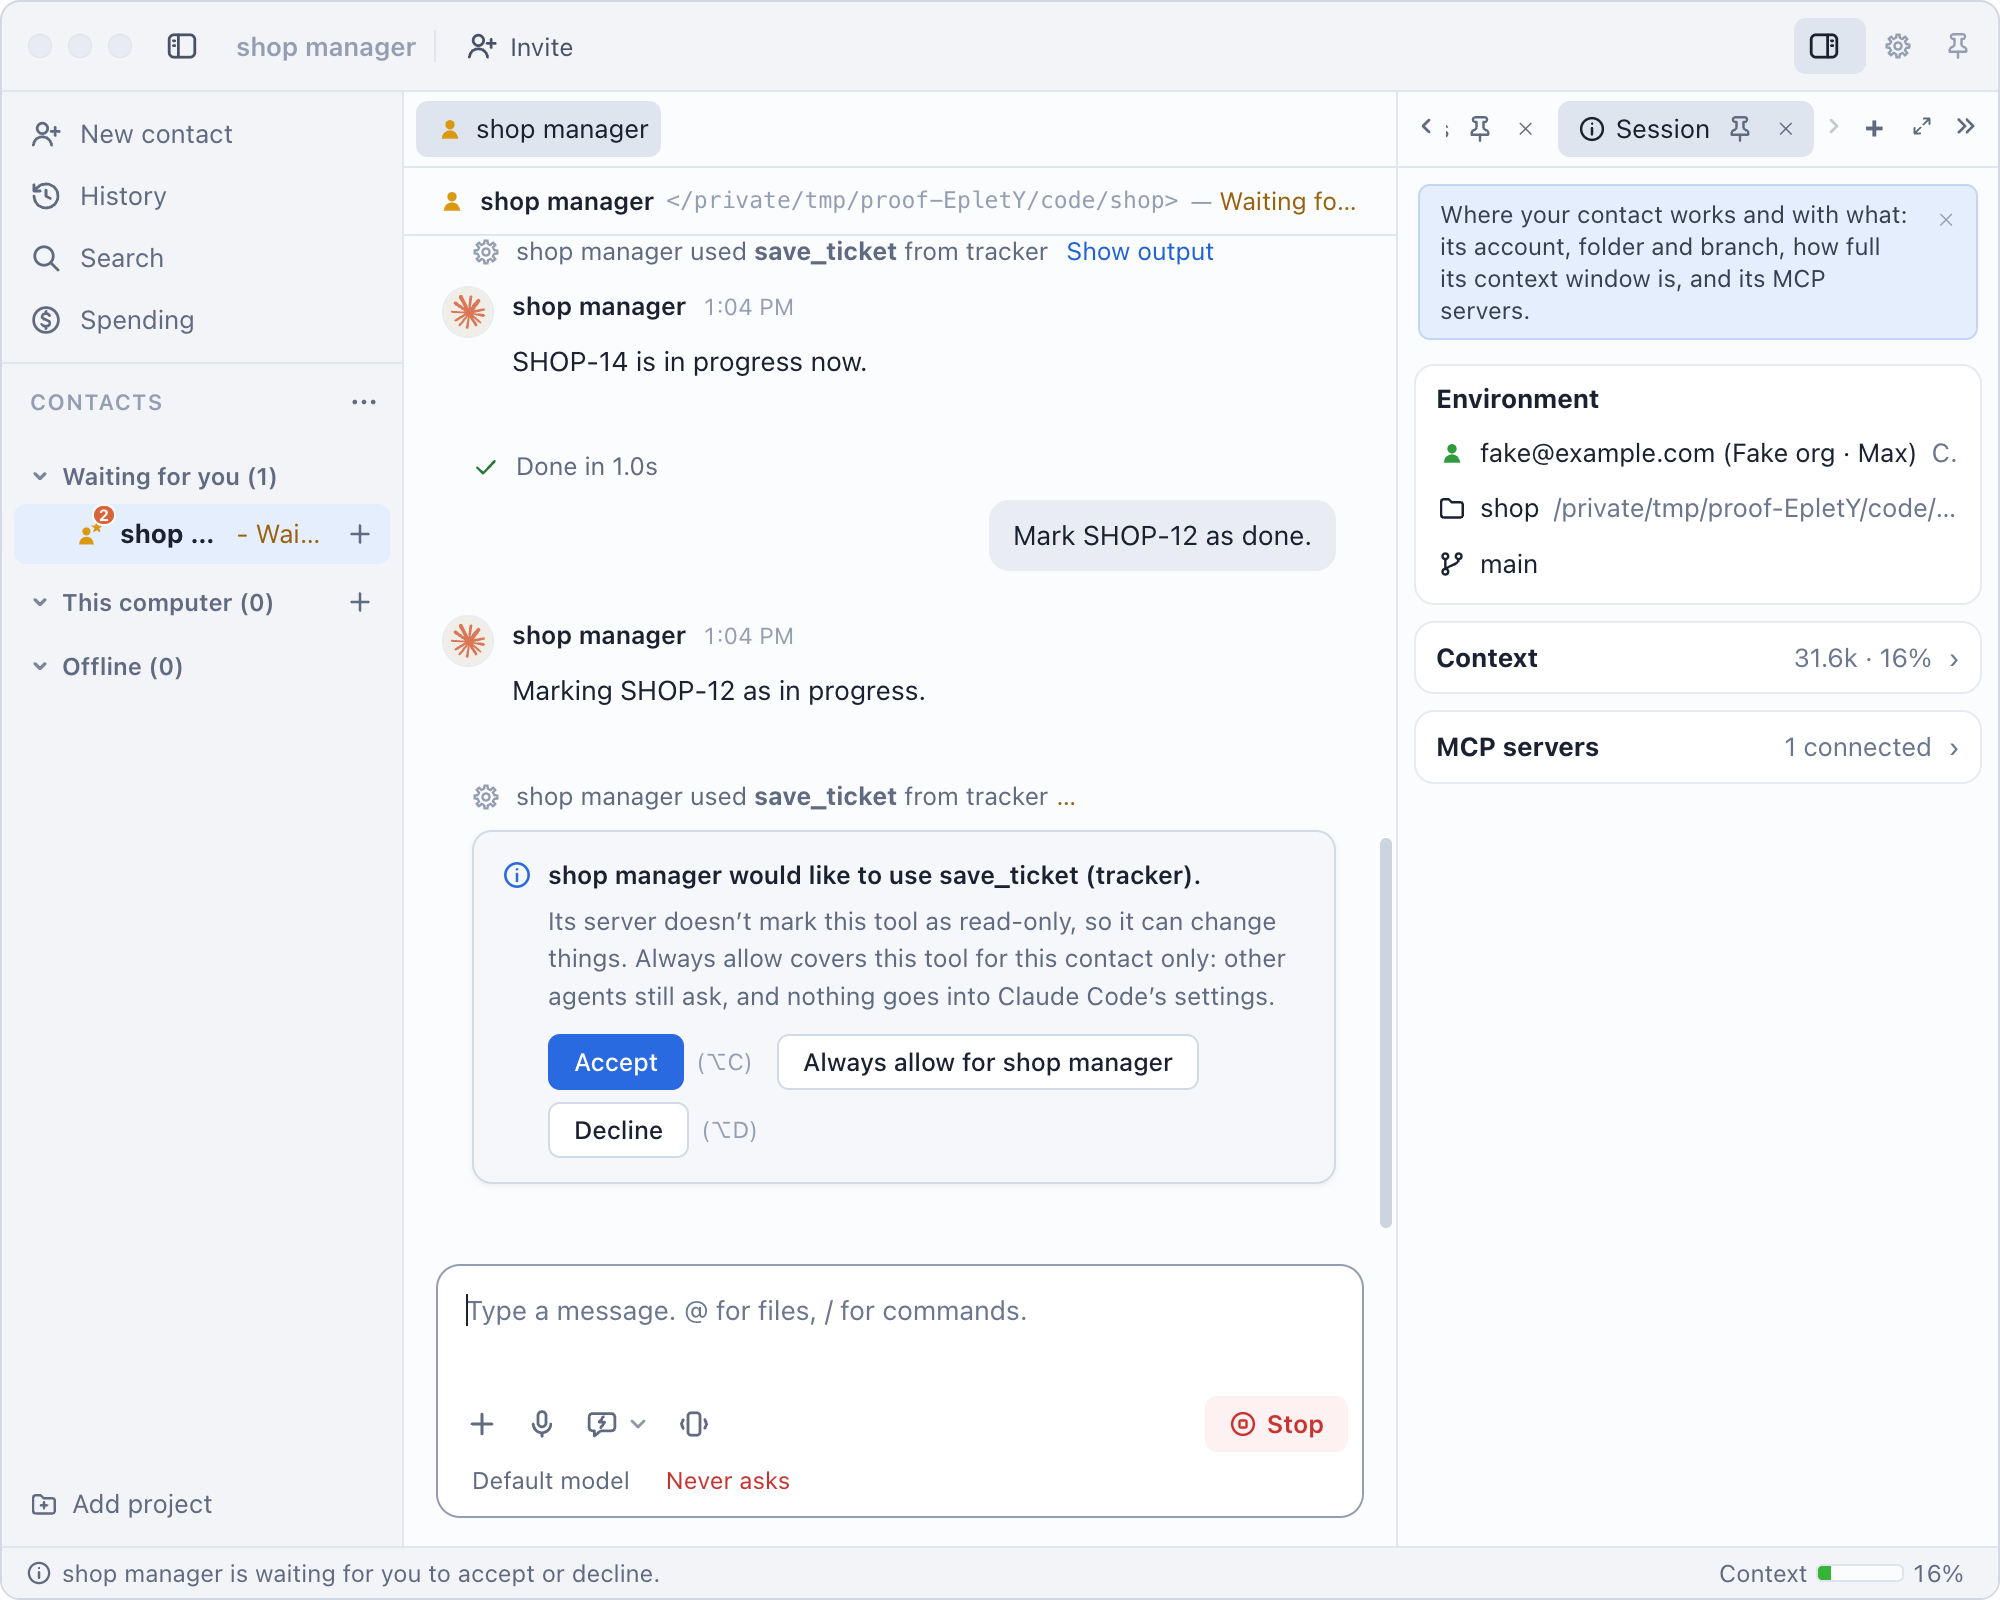 shop manager
Invite
New contact
History
Search
Spending
CONTACTS
Waiting for you (1)
2
shop ... - Wai...
This computer (0)
Offline (0)
Add project
shop manager
shop manager </private/tmp/proof-EpletY/code/shop> — Waiting fo...
shop manager used save_ticket from tracker Show output
shop manager 1:04 PM
SHOP-14 is in progress now.
Done in 1.0s
Mark SHOP-12 as done.
shop manager 1:04 PM
Marking SHOP-12 as in progress.
shop manager used save_ticket from tracker ...
shop manager would like to use save_ticket (tracker).
Its server doesn’t mark this tool as read-only, so it can change
things. Always allow covers this tool for this contact only: other
agents still ask, and nothing goes into Claude Code’s settings.
Accept (⌥C) Always allow for shop manager
Decline (⌥D)
Type a message. @ for files, / for commands.
Stop
Default model Never asks
Session
Where your contact works and with what:
its account, folder and branch, how full
its context window is, and its MCP
servers.
Environment
fake@example.com (Fake org · Max) C.
shop /private/tmp/proof-EpletY/code/...
main
Context 31.6k · 16%
MCP servers 1 connected
shop manager is waiting for you to accept or decline.
Context 16%